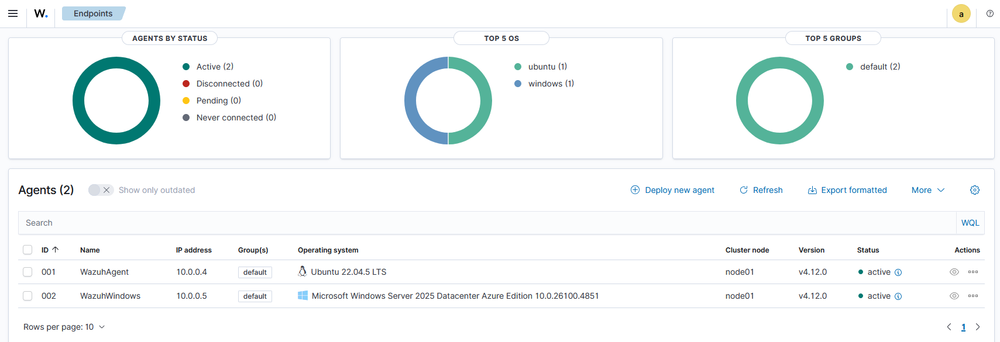 W. Endpoints a
AGENTS BY STATUS
Active (2)
Disconnected (0)
Pending (0)
Never connected (0)
TOP 5 OS
ubuntu (1)
windows (1)
TOP 5 GROUPS
default (2)
Agents (2) Show only outdated Deploy new agent Refresh Export formatted More
Search WQL
ID Name IP address Group(s) Operating system Cluster node Version Status Actions
001 WazuhAgent 10.0.0.4 default Ubuntu 22.04.5 LTS node01 v4.12.0 active
002 WazuhWindows 10.0.0.5 default Microsoft Windows Server 2025 Datacenter Azure Edition 10.0.26100.4851 node01 v4.12.0 active
Rows per page: 10 1